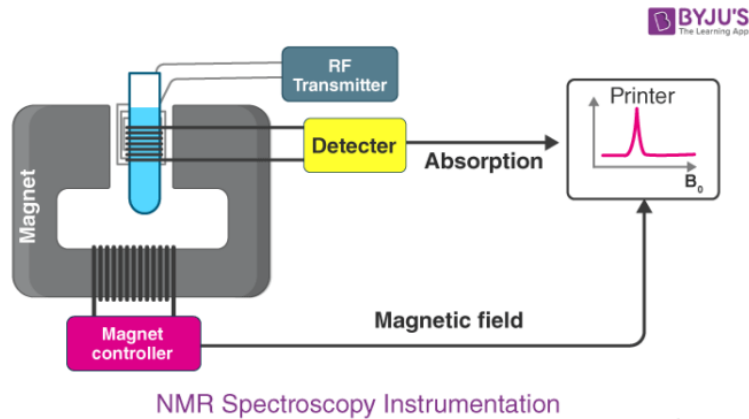 BYJU'S
The Learning App
RF
Transmitter
Printer
Detecter
Absorption
B₀
Magnet
Magnet
controller
Magnetic field
NMR Spectroscopy Instrumentation